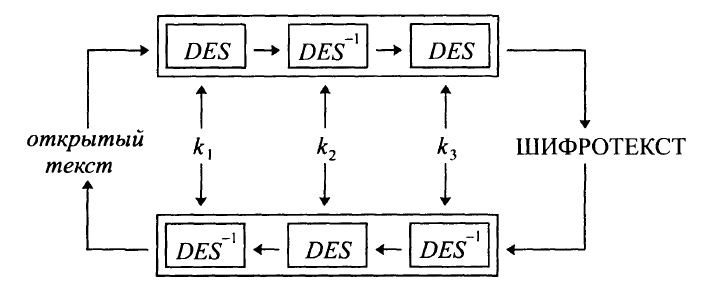 DES → DES⁻¹ → DES
открытый
текст
k₁
k₂
k₃
ШИФРОТЕКСТ
DES⁻¹ ← DES ← DES⁻¹